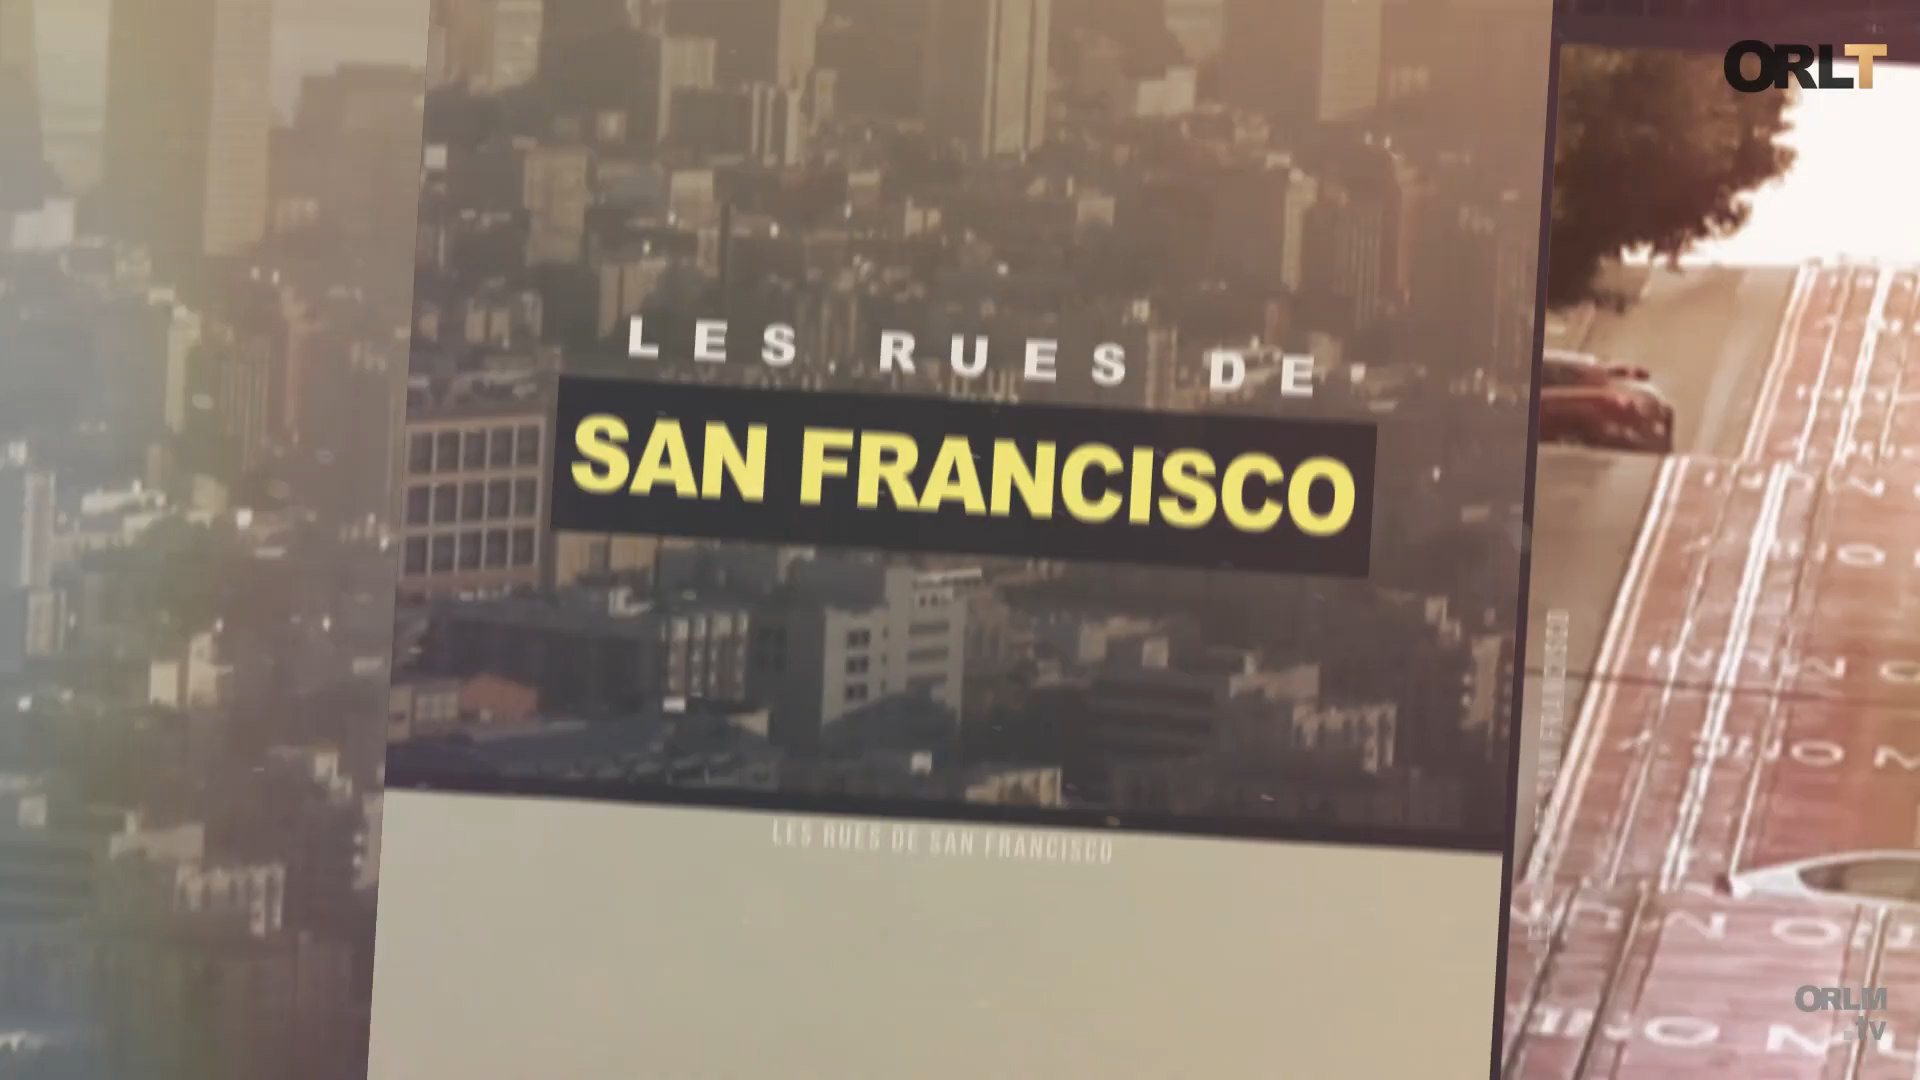 ORLT
LES RUES DE
SAN FRANCISCO
LES RUES DE SAN FRANCISCO
ORLM
.tv